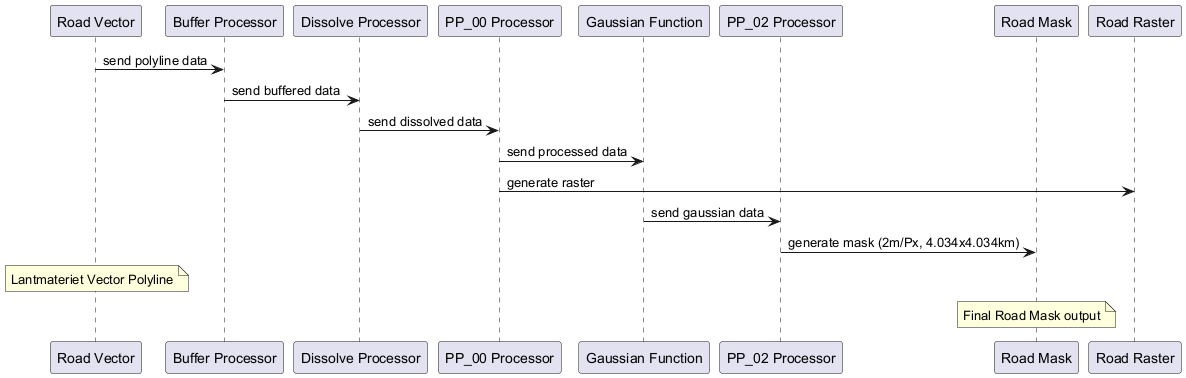 Road Vector
Buffer Processor
Dissolve Processor
PP_00 Processor
Gaussian Function
PP_02 Processor
Road Mask
Road Raster
send polyline data
send buffered data
send dissolved data
send processed data
generate raster
send gaussian data
generate mask (2m/Px, 4.034x4.034km)
Lantmateriet Vector Polyline
Final Road Mask output
Road Vector
Buffer Processor
Dissolve Processor
PP_00 Processor
Gaussian Function
PP_02 Processor
Road Mask
Road Raster